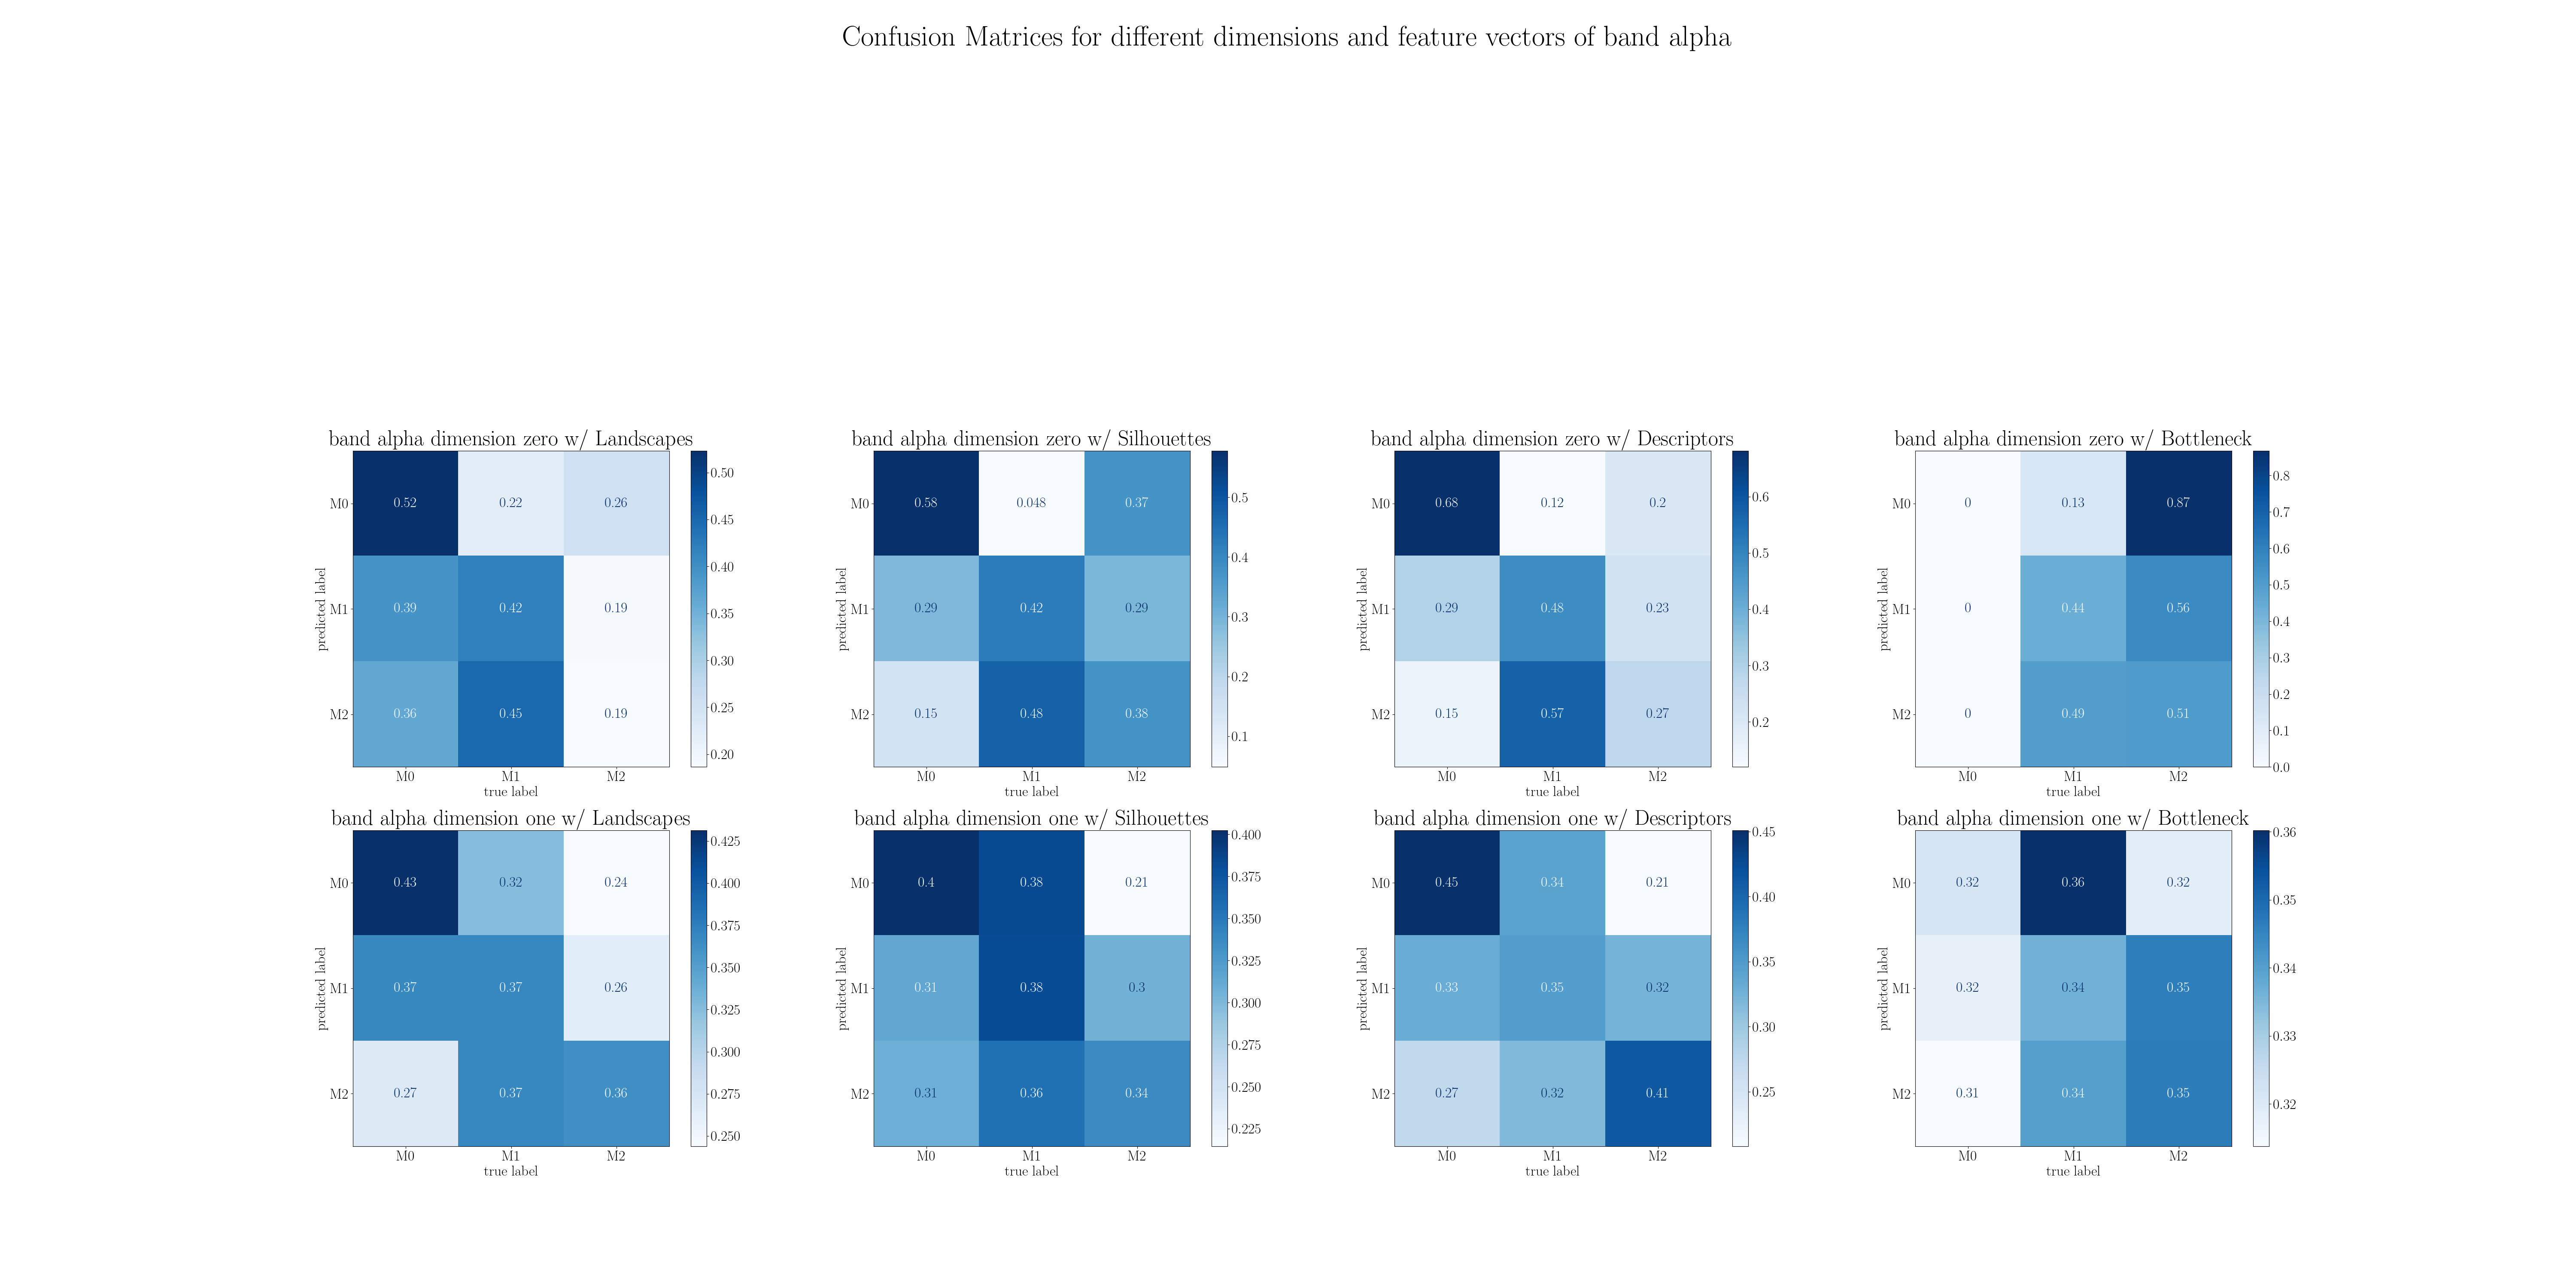 Confusion Matrices for different dimensions and feature vectors of band alpha
band alpha dimension zero w/ Landscapes
predicted label
M0 0.52 0.22 0.26
M1 0.39 0.42 0.19
M2 0.36 0.45 0.19
M0 M1 M2
true label
0.50
0.45
0.40
0.35
0.30
0.25
0.20
band alpha dimension zero w/ Silhouettes
predicted label
M0 0.58 0.048 0.37
M1 0.29 0.42 0.29
M2 0.15 0.48 0.38
M0 M1 M2
true label
0.5
0.4
0.3
0.2
0.1
band alpha dimension zero w/ Descriptors
predicted label
M0 0.68 0.12 0.2
M1 0.29 0.48 0.23
M2 0.15 0.57 0.27
M0 M1 M2
true label
0.6
0.5
0.4
0.3
0.2
band alpha dimension zero w/ Bottleneck
predicted label
M0 0 0.13 0.87
M1 0 0.44 0.56
M2 0 0.49 0.51
M0 M1 M2
true label
0.8
0.7
0.6
0.5
0.4
0.3
0.2
0.1
0.0
band alpha dimension one w/ Landscapes
predicted label
M0 0.43 0.32 0.24
M1 0.37 0.37 0.26
M2 0.27 0.37 0.36
M0 M1 M2
true label
0.425
0.400
0.375
0.350
0.325
0.300
0.275
0.250
band alpha dimension one w/ Silhouettes
predicted label
M0 0.4 0.38 0.21
M1 0.31 0.38 0.3
M2 0.31 0.36 0.34
M0 M1 M2
true label
0.400
0.375
0.350
0.325
0.300
0.275
0.250
0.225
band alpha dimension one w/ Descriptors
predicted label
M0 0.45 0.34 0.21
M1 0.33 0.35 0.32
M2 0.27 0.32 0.41
M0 M1 M2
true label
0.45
0.40
0.35
0.30
0.25
band alpha dimension one w/ Bottleneck
predicted label
M0 0.32 0.36 0.32
M1 0.32 0.34 0.35
M2 0.31 0.34 0.35
M0 M1 M2
true label
0.36
0.35
0.34
0.33
0.32